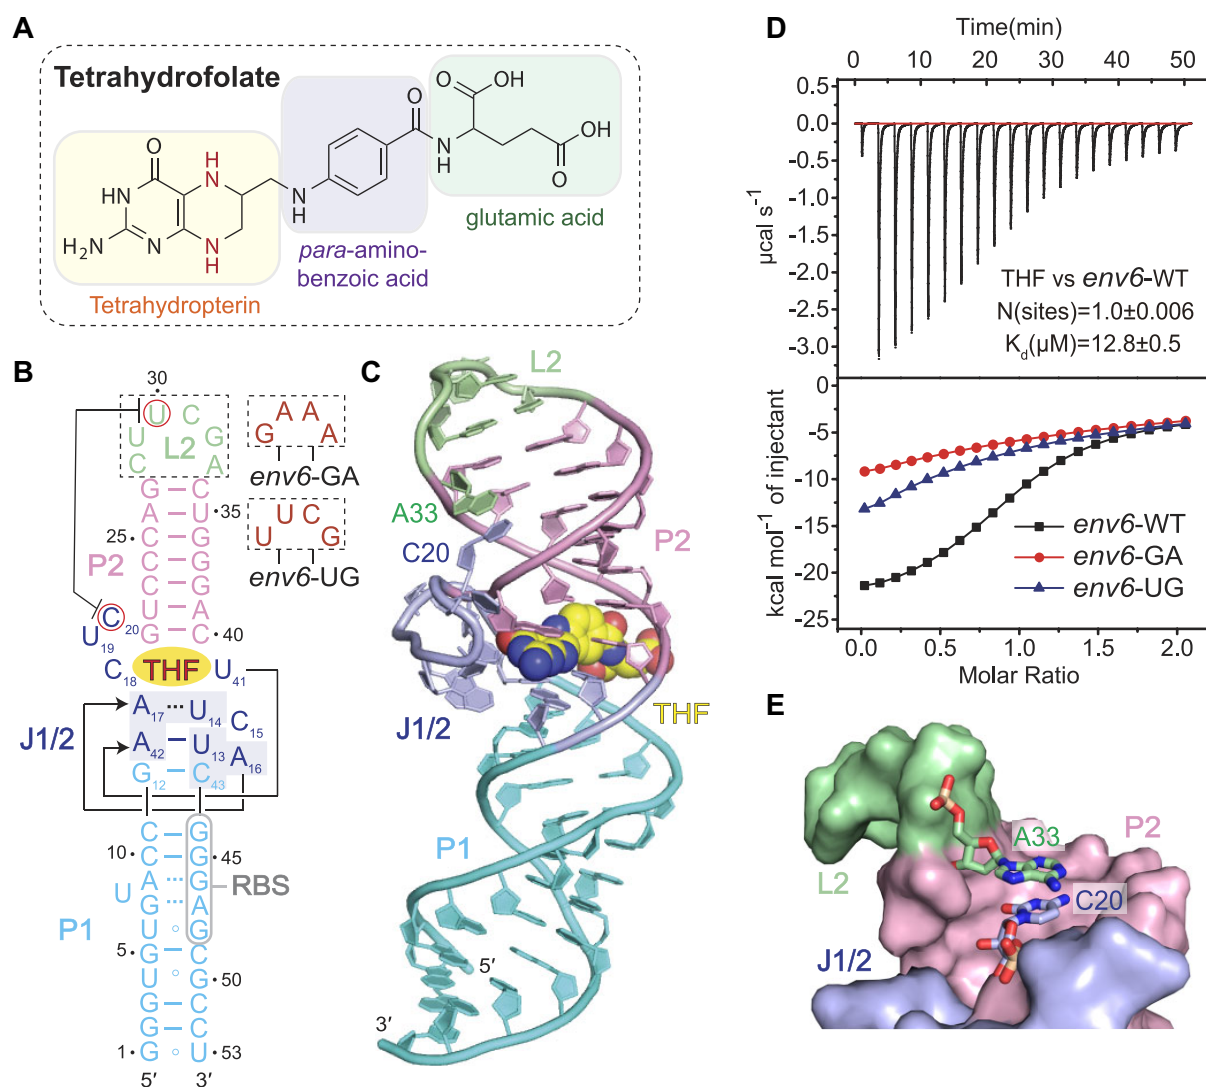 A
Tetrahydrofolate
O
OH
O
OH
O
N
H
O
H
N
HN
H₂N
N
N
H
N
H
glutamic acid
para-amino-
benzoic acid
Tetrahydropterin
B
30
U C
U L2 G
C A
G A A A
env6-GA
U U C G
env6-UG
G C
A U 35
25 C G
P2 C G
C G
U A
G C 40
C 20
U 19
C 18 THF U 41
A 17 U 14
C 15
J1/2
A 42 U 13 A 16
G 12 C 43
C G
10 C G 45
A G RBS
U
G A
P1 U G
5 G C
U G 50
G C
G C
1 G U 53
5′ 3′
C
L2
A33
C20
P2
J1/2
THF
P1
5′
3′
D
Time(min)
0 10 20 30 40 50
0.5
0.0
-0.5
-1.0
-1.5
-2.0
-2.5
-3.0
µcal s⁻¹
THF vs env6-WT
N(sites)=1.0±0.006
K_d(µM)=12.8±0.5
0
-5
-10
-15
-20
-25
kcal mol⁻¹ of injectant
env6-WT
env6-GA
env6-UG
0.0 0.5 1.0 1.5 2.0
Molar Ratio
E
A33
P2
L2
C20
J1/2